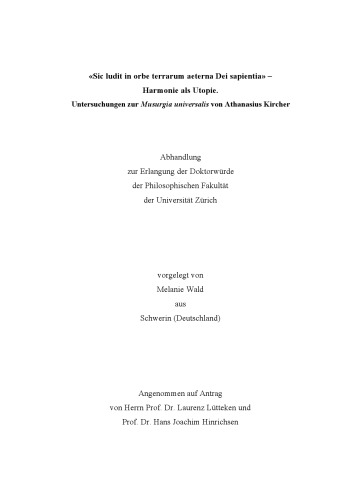 «Sic ludit in orbe terrarum aeterna Dei sapientia» –
Harmonie als Utopie.
Untersuchungen zur Musurgia universalis von Athanasius Kircher
Abhandlung
zur Erlangung der Doktorwürde
der Philosophischen Fakultät
der Universität Zürich
vorgelegt von
Melanie Wald
aus
Schwerin (Deutschland)
Angenommen auf Antrag
von Herrn Prof. Dr. Laurenz Lütteken und
Prof. Dr. Hans Joachim Hinrichsen